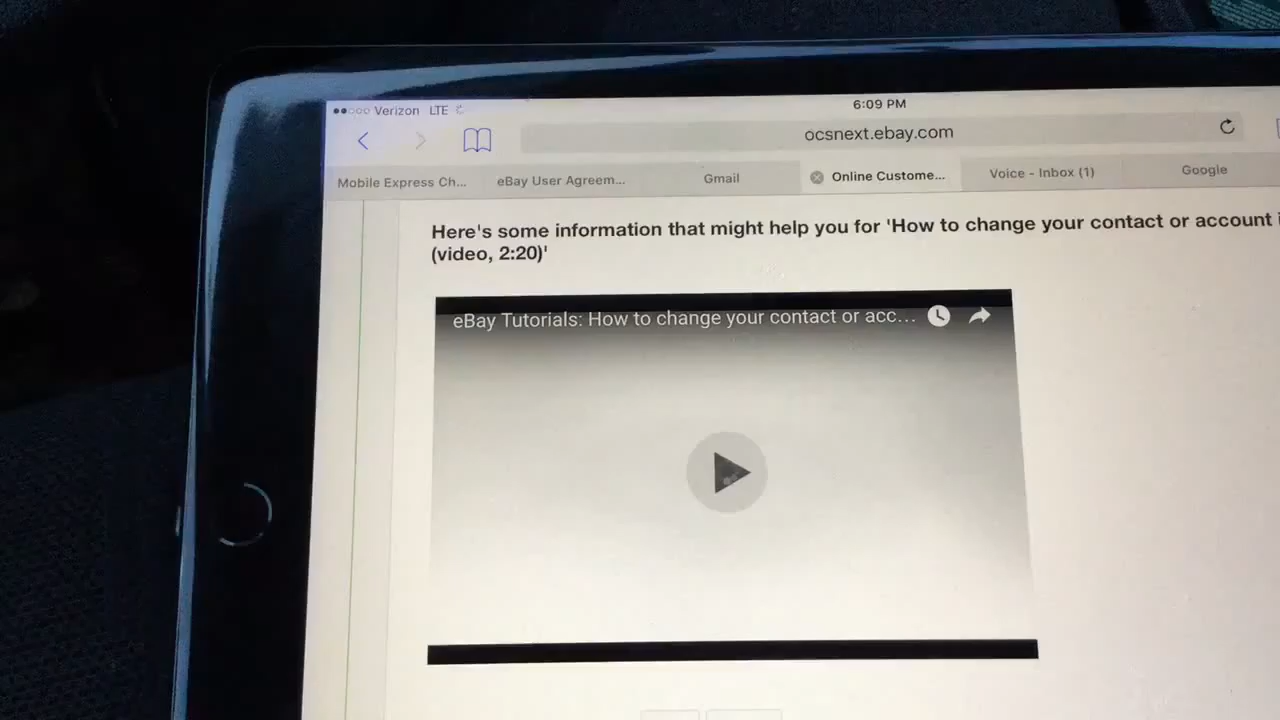 Verizon LTE
6:09 PM
ocsnext.ebay.com
Mobile Express Ch...
eBay User Agreem...
Gmail
Online Custome...
Voice - Inbox (1)
Google
Here's some information that might help you for 'How to change your contact or account
(video, 2:20)'
eBay Tutorials: How to change your contact or acc...